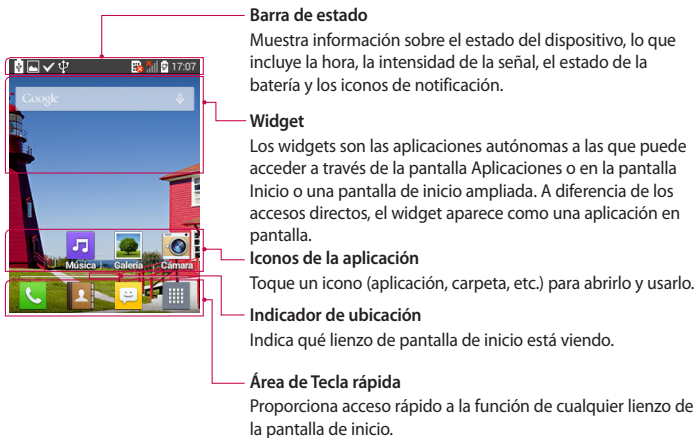 Barra de estado
Muestra información sobre el estado del dispositivo, lo que
incluye la hora, la intensidad de la señal, el estado de la
batería y los iconos de notificación.
17:07
Google
Widget
Los widgets son las aplicaciones autónomas a las que puede
acceder a través de la pantalla Aplicaciones o en la pantalla
Inicio o una pantalla de inicio ampliada. A diferencia de los
accesos directos, el widget aparece como una aplicación en
pantalla.
Música Galería Cámara
Iconos de la aplicación
Toque un icono (aplicación, carpeta, etc.) para abrirlo y usarlo.
Indicador de ubicación
Indica qué lienzo de pantalla de inicio está viendo.
Área de Tecla rápida
Proporciona acceso rápido a la función de cualquier lienzo de
la pantalla de inicio.